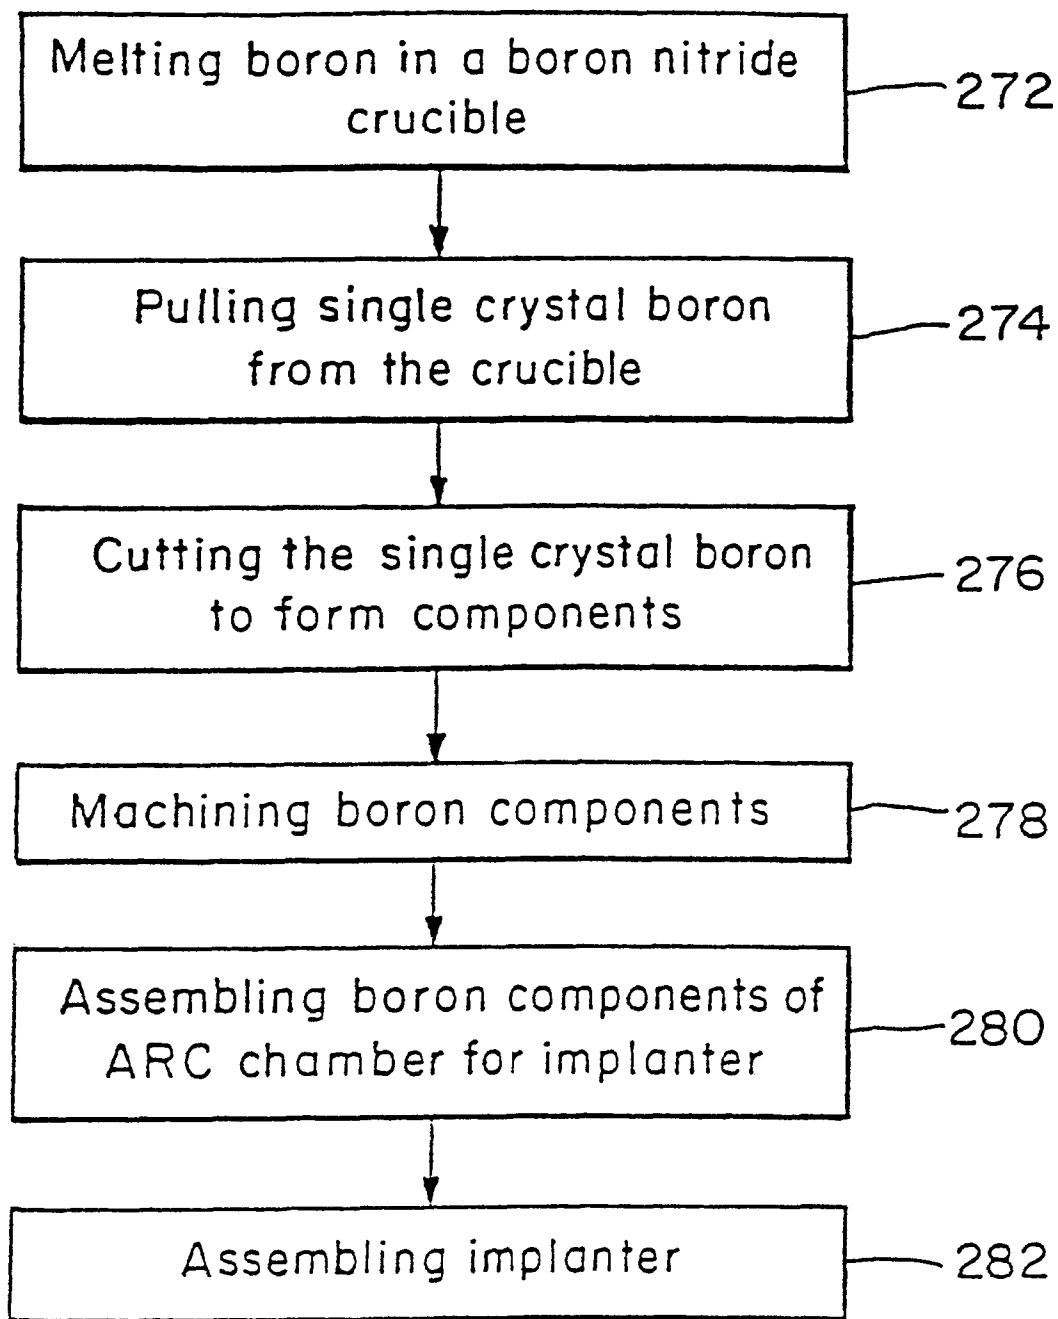 Melting boron in a boron nitride
crucible
272
Pulling single crystal boron
from the crucible
274
Cutting the single crystal boron
to form components
276
Machining boron components
278
Assembling boron components of
ARC chamber for implanter
280
Assembling implanter
282